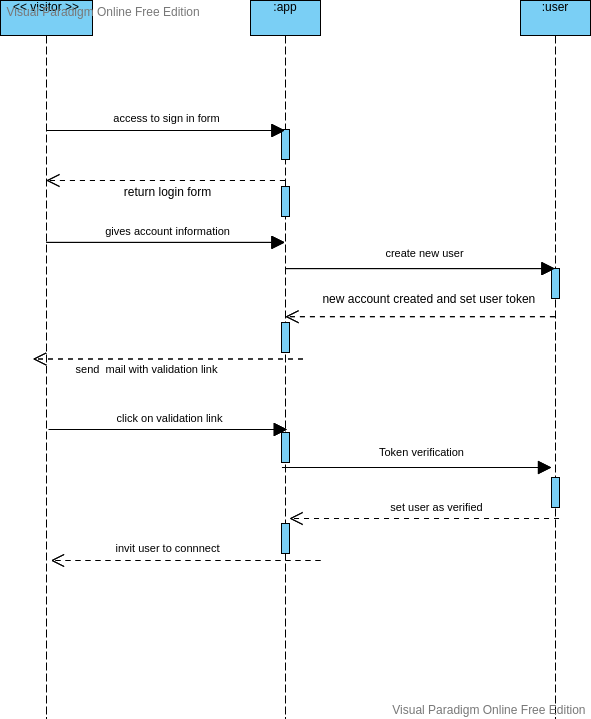 << visitor >>
Visual Paradigm Online Free Edition
:app
:user
access to sign in form
return login form
gives account information
create new user
new account created and set user token
send  mail with validation link
click on validation link
Token verification
set user as verified
invit user to connnect
Visual Paradigm Online Free Edition